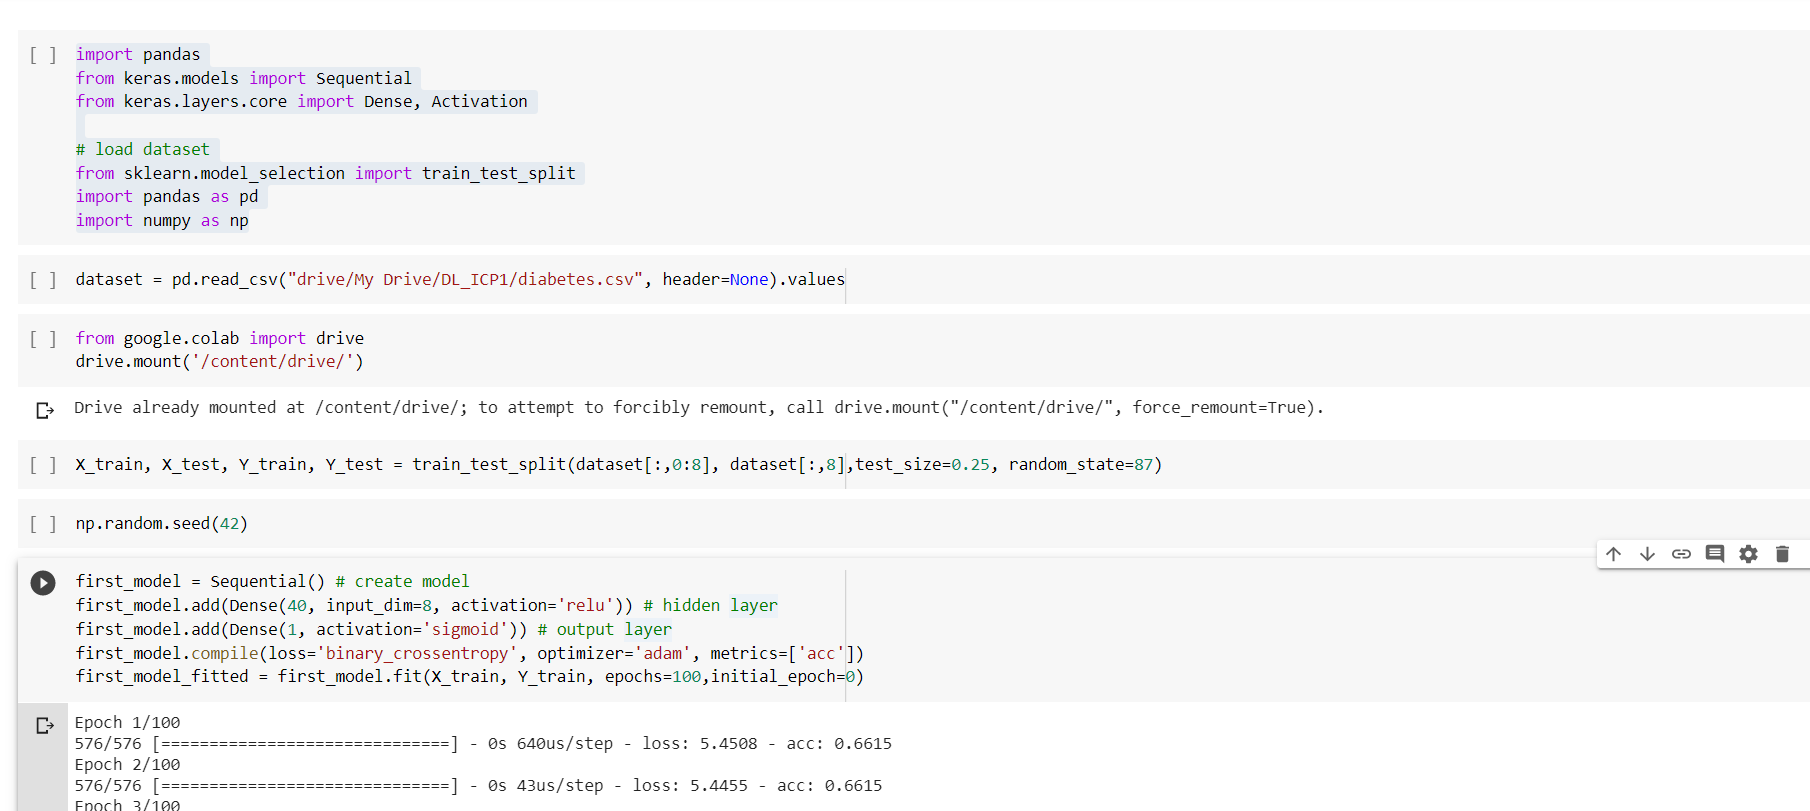 [ ] import pandas
from keras.models import Sequential
from keras.layers.core import Dense, Activation
# load dataset
from sklearn.model_selection import train_test_split
import pandas as pd
import numpy as np
[ ] dataset = pd.read_csv("drive/My Drive/DL_ICP1/diabetes.csv", header=None).values
[ ] from google.colab import drive
drive.mount('/content/drive/')
Drive already mounted at /content/drive/; to attempt to forcibly remount, call drive.mount("/content/drive/", force_remount=True).
[ ] X_train, X_test, Y_train, Y_test = train_test_split(dataset[:,0:8], dataset[:,8],test_size=0.25, random_state=87)
[ ] np.random.seed(42)
first_model = Sequential() # create model
first_model.add(Dense(40, input_dim=8, activation='relu')) # hidden layer
first_model.add(Dense(1, activation='sigmoid')) # output layer
first_model.compile(loss='binary_crossentropy', optimizer='adam', metrics=['acc'])
first_model_fitted = first_model.fit(X_train, Y_train, epochs=100,initial_epoch=0)
Epoch 1/100
576/576 [==============================] - 0s 640us/step - loss: 5.4508 - acc: 0.6615
Epoch 2/100
576/576 [==============================] - 0s 43us/step - loss: 5.4455 - acc: 0.6615
Epoch 3/100